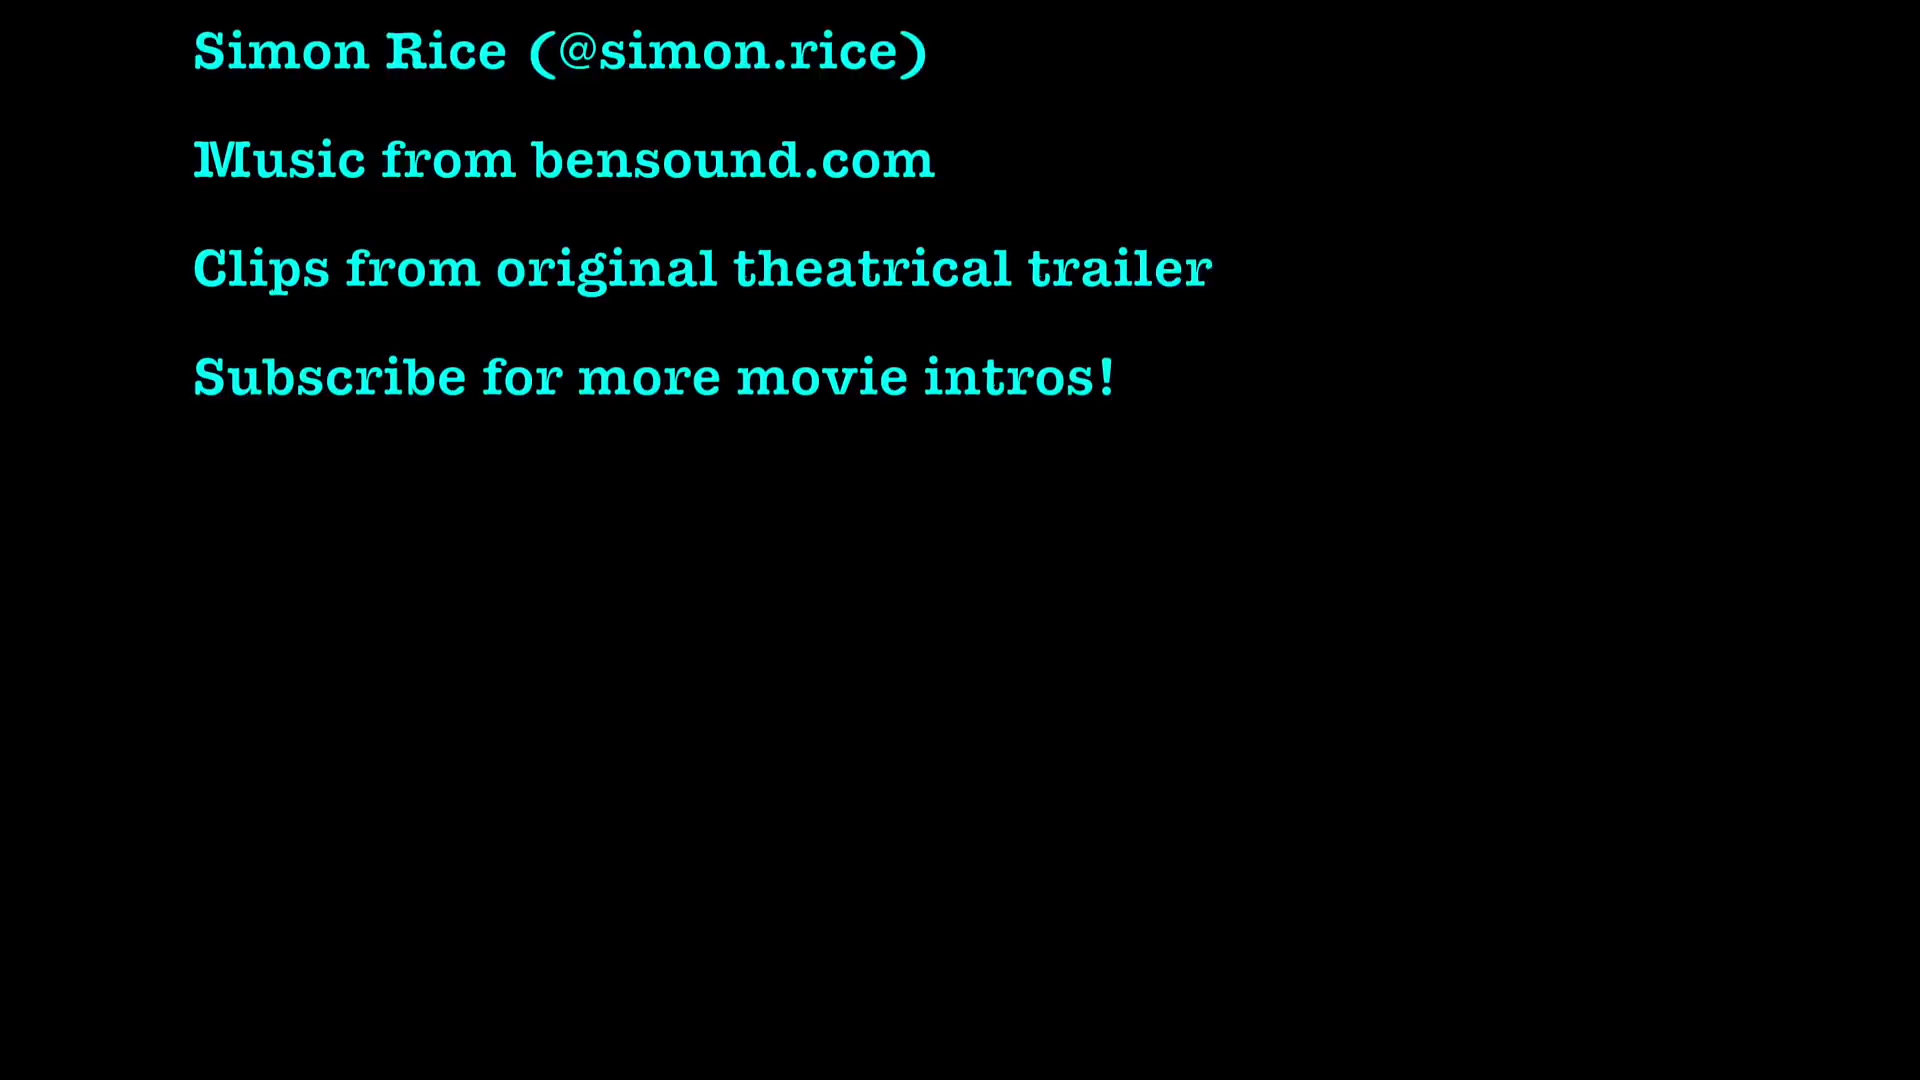 Simon Rice (@simon.rice)
Music from bensound.com
Clips from original theatrical trailer
Subscribe for more movie intros!